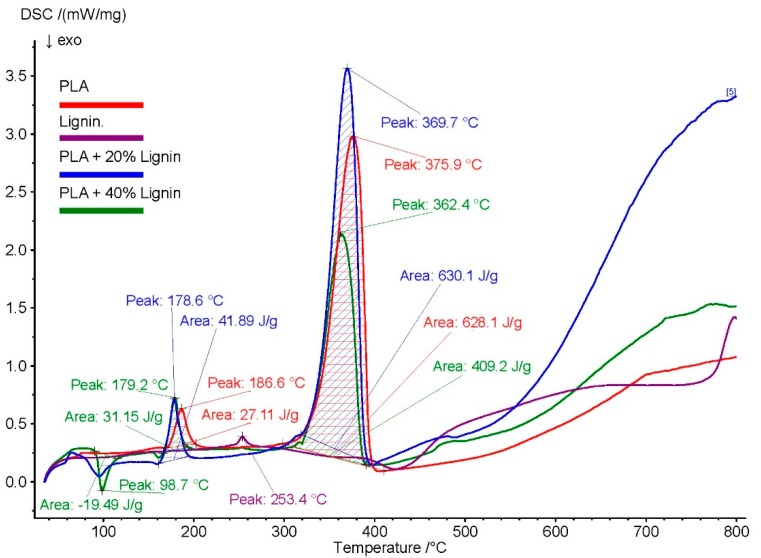 DSC /(mW/mg)
↓ exo
[5]
3.5
PLA
Lignin.
PLA + 20% Lignin
PLA + 40% Lignin
3.0
2.5
2.0
1.5
1.0
0.5
0.0
Peak: 369.7 °C
Peak: 375.9 °C
Peak: 362.4 °C
Area: 630.1 J/g
Area: 628.1 J/g
Area: 409.2 J/g
Peak: 178.6 °C
Area: 41.89 J/g
Peak: 179.2 °C
Peak: 186.6 °C
Area: 31.15 J/g
Area: 27.11 J/g
Peak: 98.7 °C
Peak: 253.4 °C
Area: -19.49 J/g
100 200 300 400 500 600 700 800
Temperature /°C